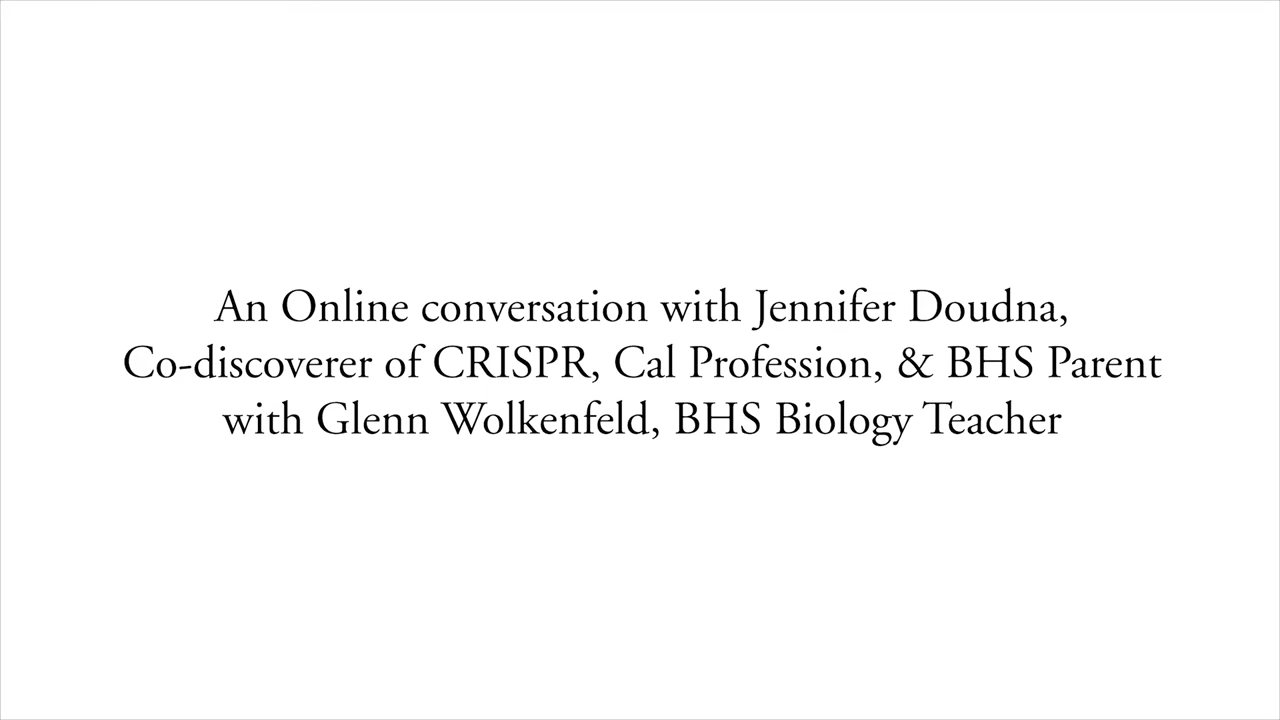 An Online conversation with Jennifer Doudna,
Co-discoverer of CRISPR, Cal Profession, & BHS Parent
with Glenn Wolkenfeld, BHS Biology Teacher